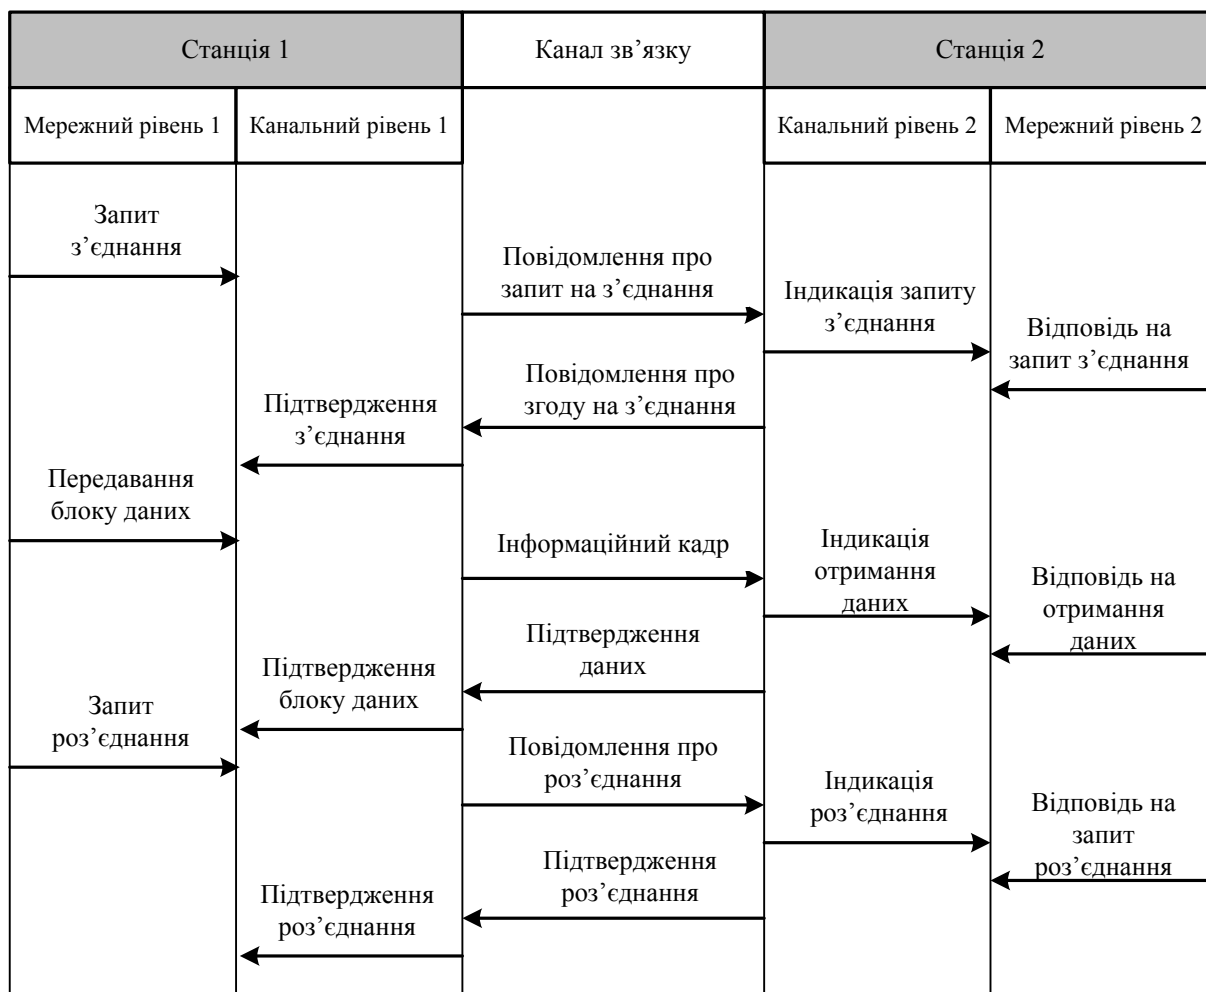 Станція 1
Канал зв’язку
Станція 2
Мережний рівень 1
Канальний рівень 1
Канальний рівень 2
Мережний рівень 2
Запит
з’єднання
Повідомлення про
запит на з’єднання
Індикація запиту
з’єднання
Відповідь на
запит з’єднання
Повідомлення про
згоду на з’єднання
Підтвердження
з’єднання
Передавання
блоку даних
Інформаційний кадр
Індикація
отримання
даних
Відповідь на
отримання
даних
Підтвердження
даних
Підтвердження
блоку даних
Запит
роз’єднання
Повідомлення про
роз’єднання
Індикація
роз’єднання
Відповідь на
запит
роз’єднання
Підтвердження
роз’єднання
Підтвердження
роз’єднання